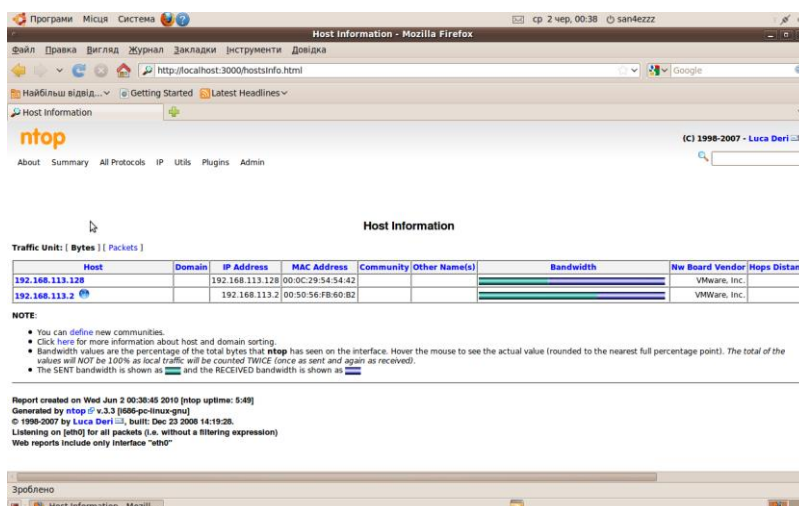 Програми Місця Система ср 2 чер, 00:38 san4ezzz
Host Information - Mozilla Firefox
Файл Правка Вигляд Журнал Закладки Інструменти Довідка
http://localhost:3000/hostsInfo.html Google
Найбільш відвід... Getting Started Latest Headlines
Host Information
ntop
(C) 1998-2007 - Luca Deri
About Summary All Protocols IP Utils Plugins Admin
Host Information
Traffic Unit: [ Bytes ] [ Packets ]
Host Domain IP Address MAC Address Community Other Name(s) Bandwidth Nw Board Vendor Hops Distan
192.168.113.128 192.168.113.128 00:0C:29:54:54:42 VMware, Inc.
192.168.113.2 192.168.113.2 00:50:56:FB:60:B2 VMWare, Inc.
NOTE:
You can define new communities.
Click here for more information about host and domain sorting.
Bandwidth values are the percentage of the total bytes that ntop has seen on the interface. Hover the mouse to see the actual value (rounded to the nearest full percentage point). The total of the
values will NOT be 100% as local traffic will be counted TWICE (once as sent and again as received).
The SENT bandwidth is shown as and the RECEIVED bandwidth is shown as
Report created on Wed Jun 2 00:38:45 2010 [ntop uptime: 5:49]
Generated by ntop v.3.3 [i686-pc-linux-gnu]
© 1998-2007 by Luca Deri, built: Dec 23 2008 14:19:28.
Listening on [eth0] for all packets (i.e. without a filtering expression)
Web reports include only interface "eth0"
Зроблено
Host Information - Mozill